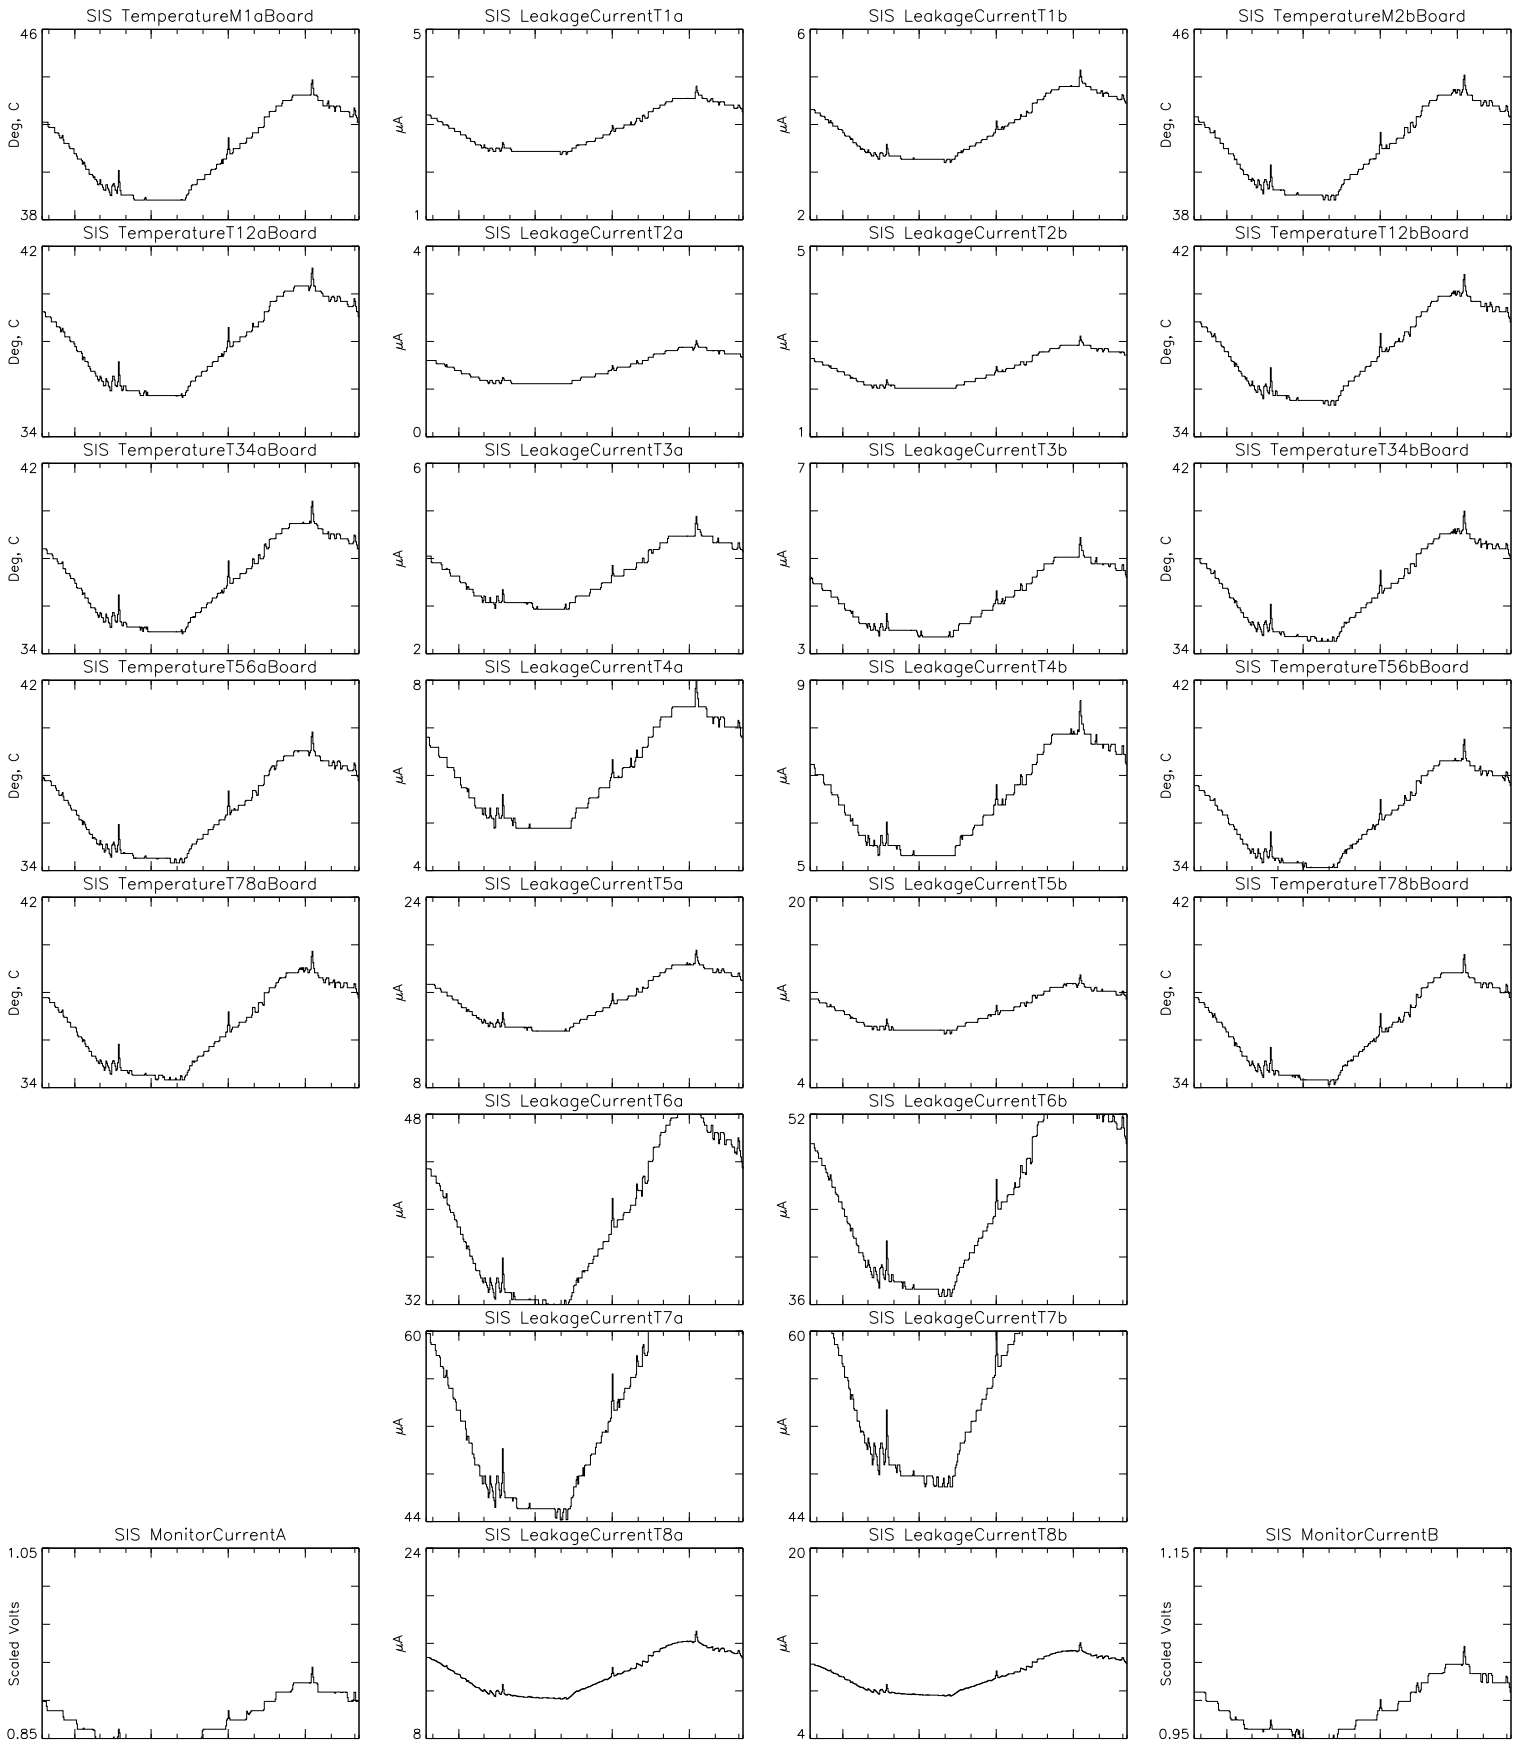 SIS TemperatureM1aBoard
SIS LeakageCurrentT1a
SIS LeakageCurrentT1b
SIS TemperatureM2bBoard
46
Deg, C
38
5
µA
1
6
µA
2
46
Deg, C
38
SIS TemperatureT12aBoard
SIS LeakageCurrentT2a
SIS LeakageCurrentT2b
SIS TemperatureT12bBoard
42
Deg, C
34
4
µA
0
5
µA
1
42
Deg, C
34
SIS TemperatureT34aBoard
SIS LeakageCurrentT3a
SIS LeakageCurrentT3b
SIS TemperatureT34bBoard
42
Deg, C
34
6
µA
2
7
µA
3
42
Deg, C
34
SIS TemperatureT56aBoard
SIS LeakageCurrentT4a
SIS LeakageCurrentT4b
SIS TemperatureT56bBoard
42
Deg, C
34
8
µA
4
9
µA
5
42
Deg, C
34
SIS TemperatureT78aBoard
SIS LeakageCurrentT5a
SIS LeakageCurrentT5b
SIS TemperatureT78bBoard
42
Deg, C
34
24
µA
8
20
µA
4
42
Deg, C
34
SIS LeakageCurrentT6a
SIS LeakageCurrentT6b
48
µA
32
52
µA
36
SIS LeakageCurrentT7a
SIS LeakageCurrentT7b
60
µA
44
60
µA
44
SIS MonitorCurrentA
SIS LeakageCurrentT8a
SIS LeakageCurrentT8b
SIS MonitorCurrentB
1.05
Scaled Volts
0.85
24
µA
8
20
µA
4
1.15
Scaled Volts
0.95